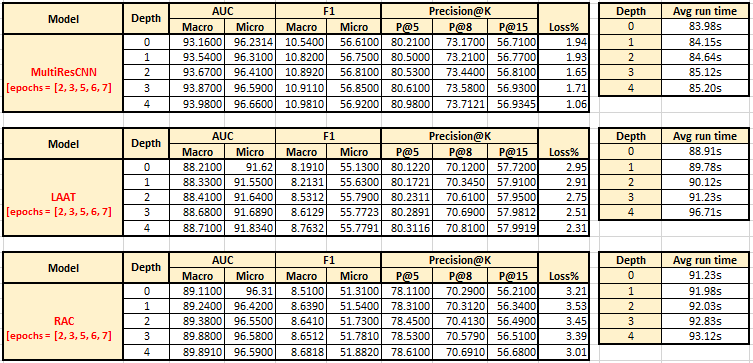 Model Depth AUC F1 Precision@K Loss% Depth Avg run time
Macro Micro Macro Micro P@5 P@8 P@15
MultiResCNN
[epochs = [2, 3, 5, 6, 7]
0 93.1600 96.2314 10.5400 56.6100 80.2100 73.1700 56.7100 1.94 0 83.98s
1 93.5400 96.3100 10.8200 56.7500 80.5000 73.2100 56.7700 1.93 1 84.15s
2 93.6700 96.4100 10.8920 56.8100 80.5300 73.4400 56.8100 1.65 2 84.64s
3 93.8700 96.5900 10.9110 56.8500 80.6100 73.5800 56.9300 1.71 3 85.12s
4 93.9800 96.6600 10.9810 56.9200 80.9800 73.7121 56.9345 1.06 4 85.20s
Model Depth AUC F1 Precision@K Loss% Depth Avg run time
Macro Micro Macro Micro P@5 P@8 P@15
LAAT
[epochs = [2, 3, 5, 6, 7]
0 88.2100 91.62 8.1910 55.1300 80.1220 70.1200 57.7200 2.95 0 88.91s
1 88.3300 91.5500 8.2131 55.6300 80.1721 70.3450 57.9100 2.91 1 89.78s
2 88.4100 91.6400 8.5312 55.7900 80.2311 70.6100 57.9500 2.75 2 90.12s
3 88.6800 91.6890 8.6129 55.7723 80.2891 70.6900 57.9812 2.51 3 91.23s
4 88.7100 91.8340 8.7632 55.7791 80.3116 70.8100 57.9919 2.31 4 96.71s
Model Depth AUC F1 Precision@K Loss% Depth Avg run time
Macro Micro Macro Micro P@5 P@8 P@15
RAC
[epochs = [2, 3, 5, 6, 7]
0 89.1100 96.31 8.5100 51.3100 78.1100 70.2900 56.2100 3.21 0 91.23s
1 89.2400 96.4200 8.6390 51.5400 78.3100 70.3120 56.3400 3.53 1 91.98s
2 89.3800 96.5500 8.6410 51.7300 78.4500 70.4130 56.4900 3.45 2 92.03s
3 89.8800 96.5800 8.6512 51.7810 78.5300 70.5790 56.5100 3.39 3 92.83s
4 89.8910 96.5900 8.6818 51.8820 78.6100 70.6910 56.6800 3.01 4 93.12s